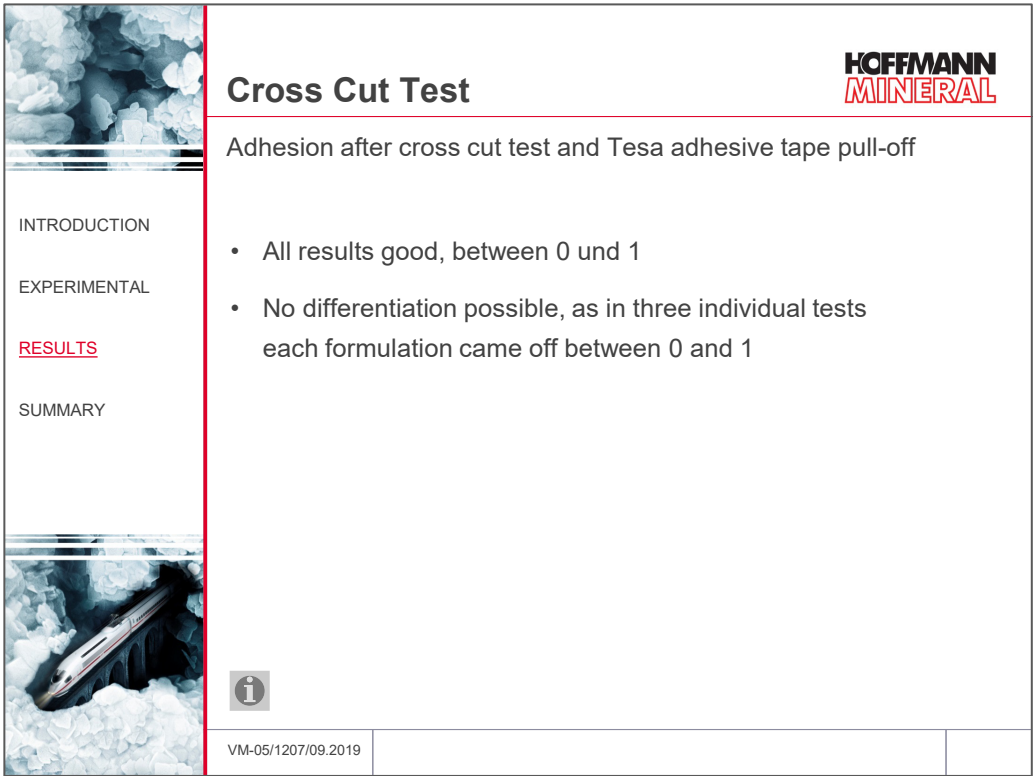 Cross Cut Test
HOFFMANN
MINERAL
Adhesion after cross cut test and Tesa adhesive tape pull-off
INTRODUCTION
EXPERIMENTAL
RESULTS
SUMMARY
• All results good, between 0 und 1
• No differentiation possible, as in three individual tests
each formulation came off between 0 and 1
VM-05/1207/09.2019